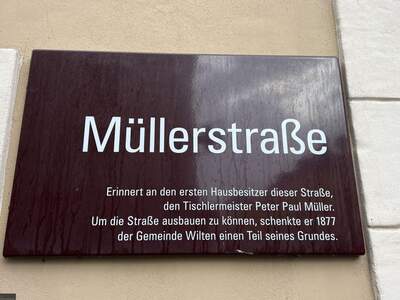 Müllerstraße
Erinnert an den ersten Hausbesitzer dieser Straße,
den Tischlermeister Peter Paul Müller.
Um die Straße ausbauen zu können, schenkte er 1877
der Gemeinde Wilten einen Teil seines Grundes.